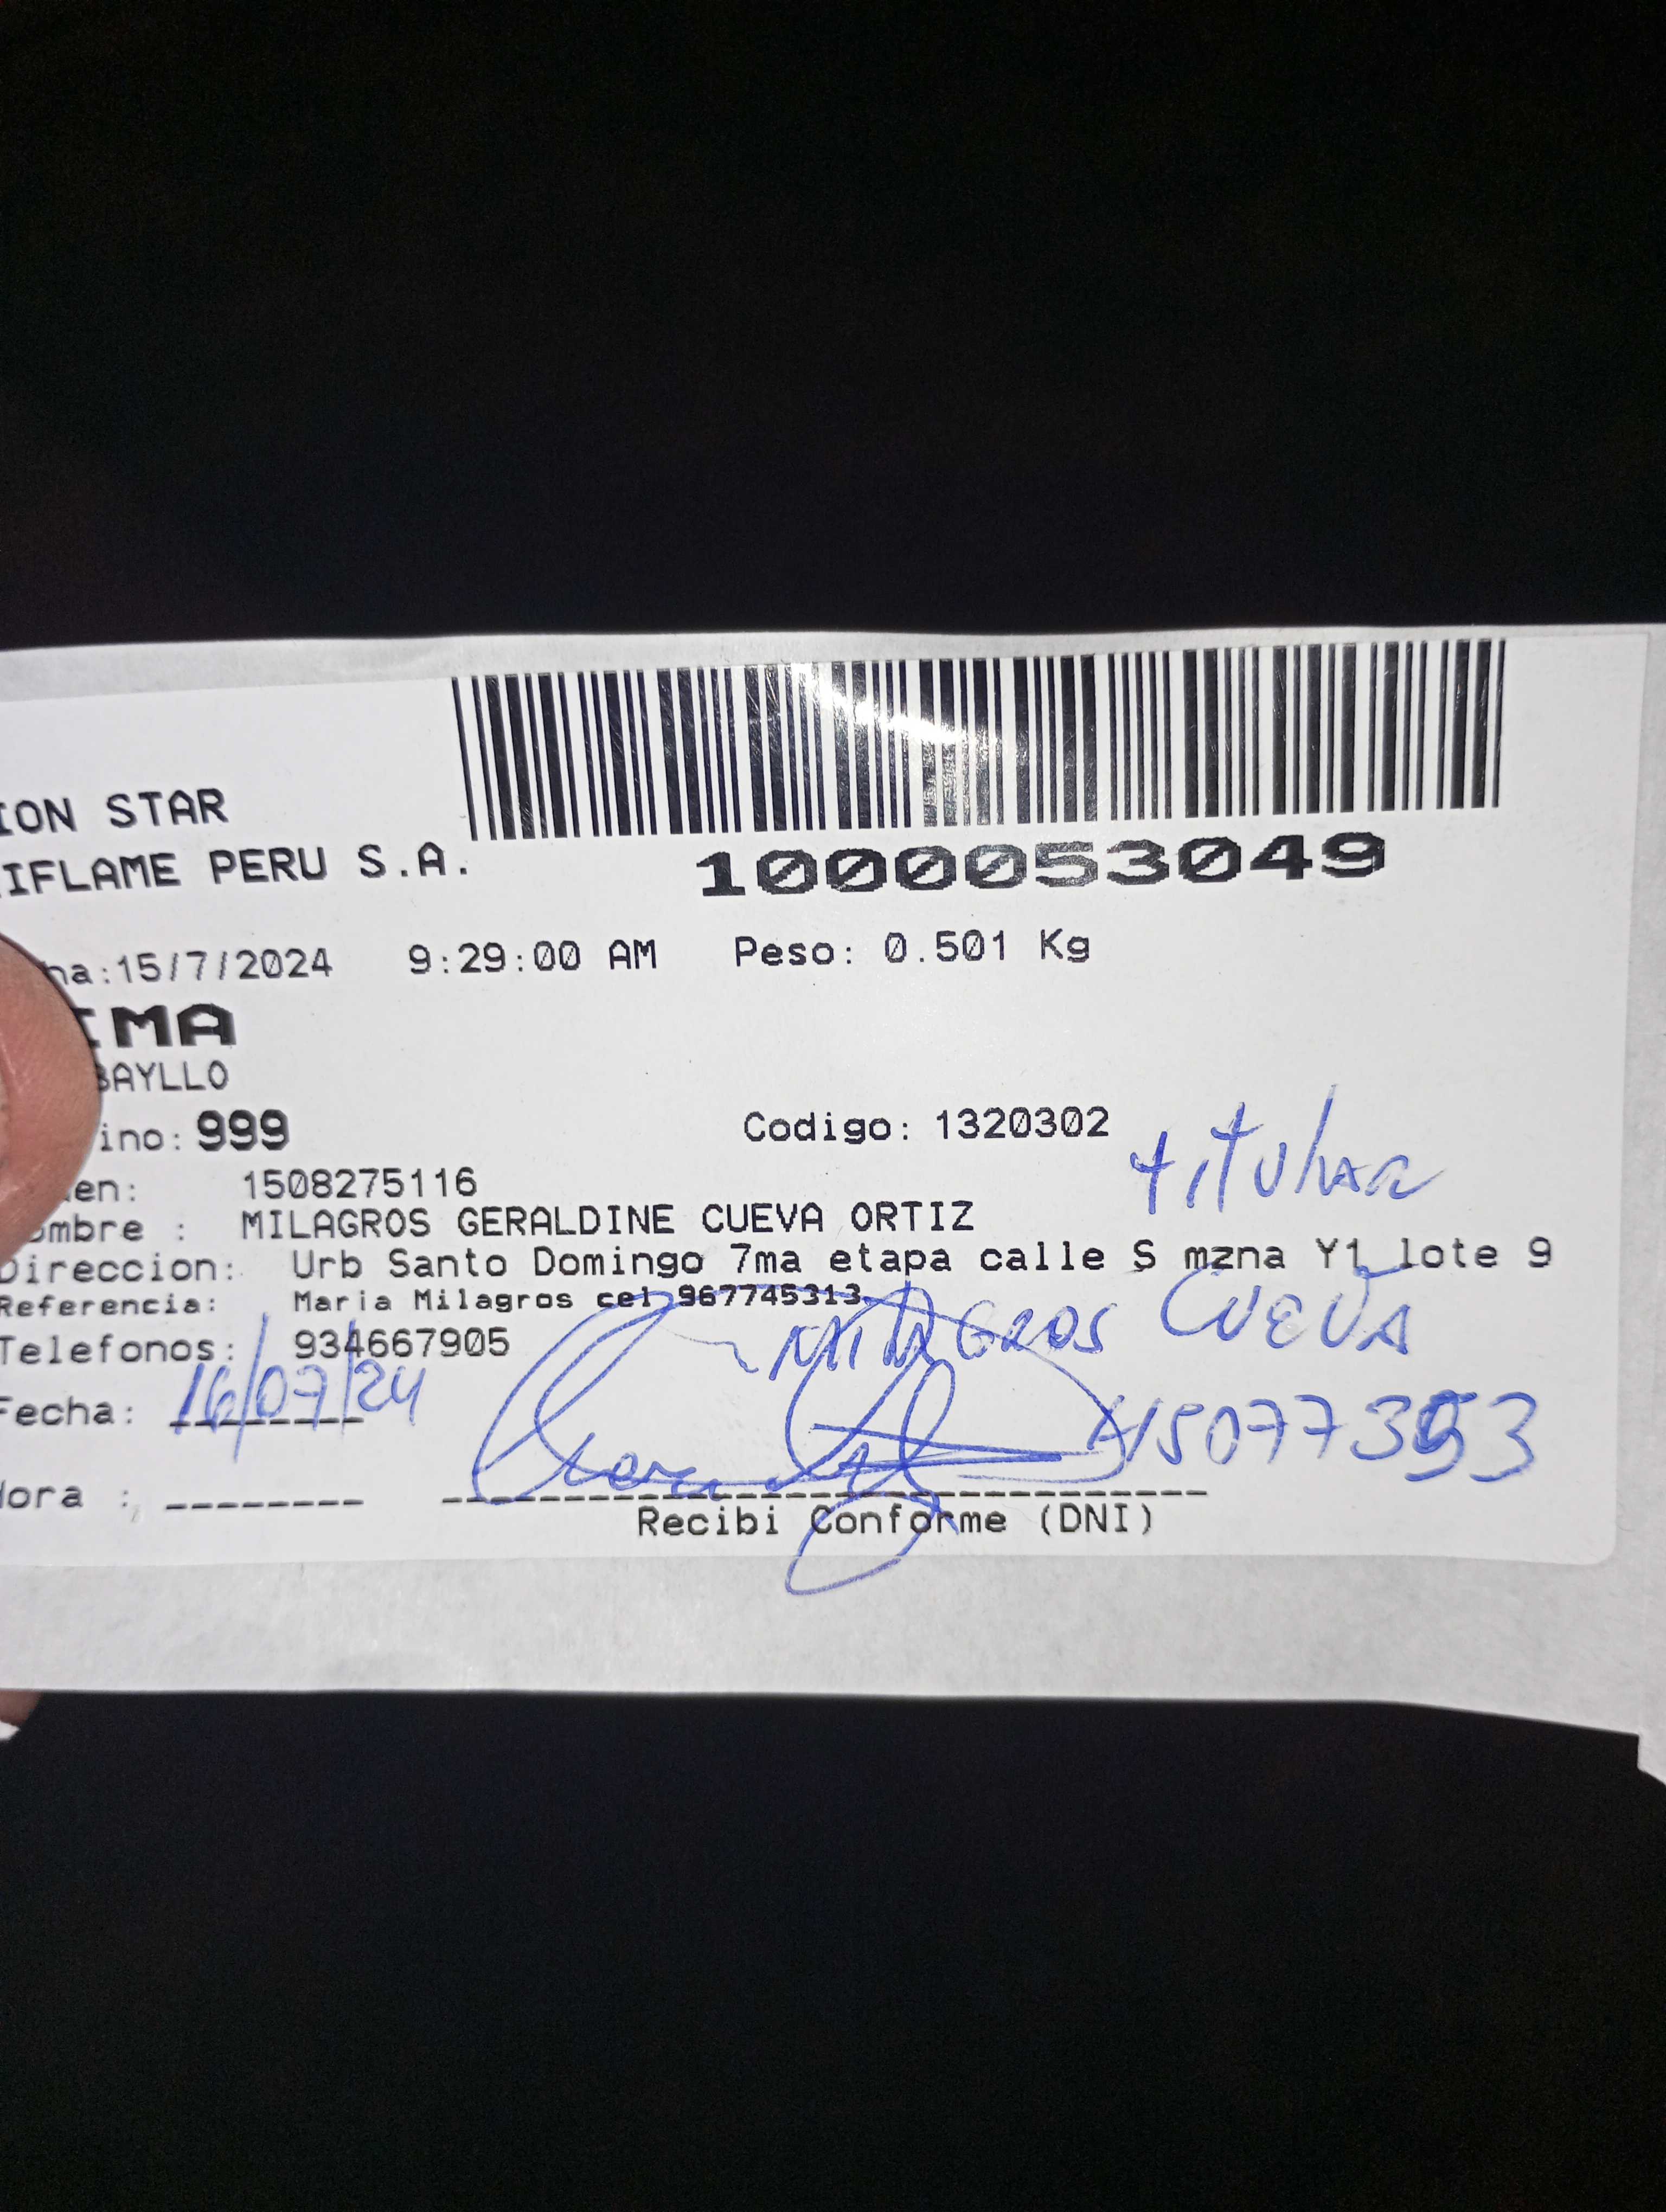 ION STAR
IFLAME PERU S.A.
1000053049
ha:15/7/2024 9:29:00 AM Peso: 0.501 Kg
IMA
BAYLLO
ino: 999 Codigo: 1320302
titular
en: 1508275116
ombre : MILAGROS GERALDINE CUEVA ORTIZ
Direccion: Urb Santo Domingo 7ma etapa calle S mzna Y1 lote 9
Referencia: Maria Milagros cel 967745313
Telefonos: 934667905
MILAGROS CUEVA
Fecha: 16/07/24
Hora :
Recibi Conforme (DNI)